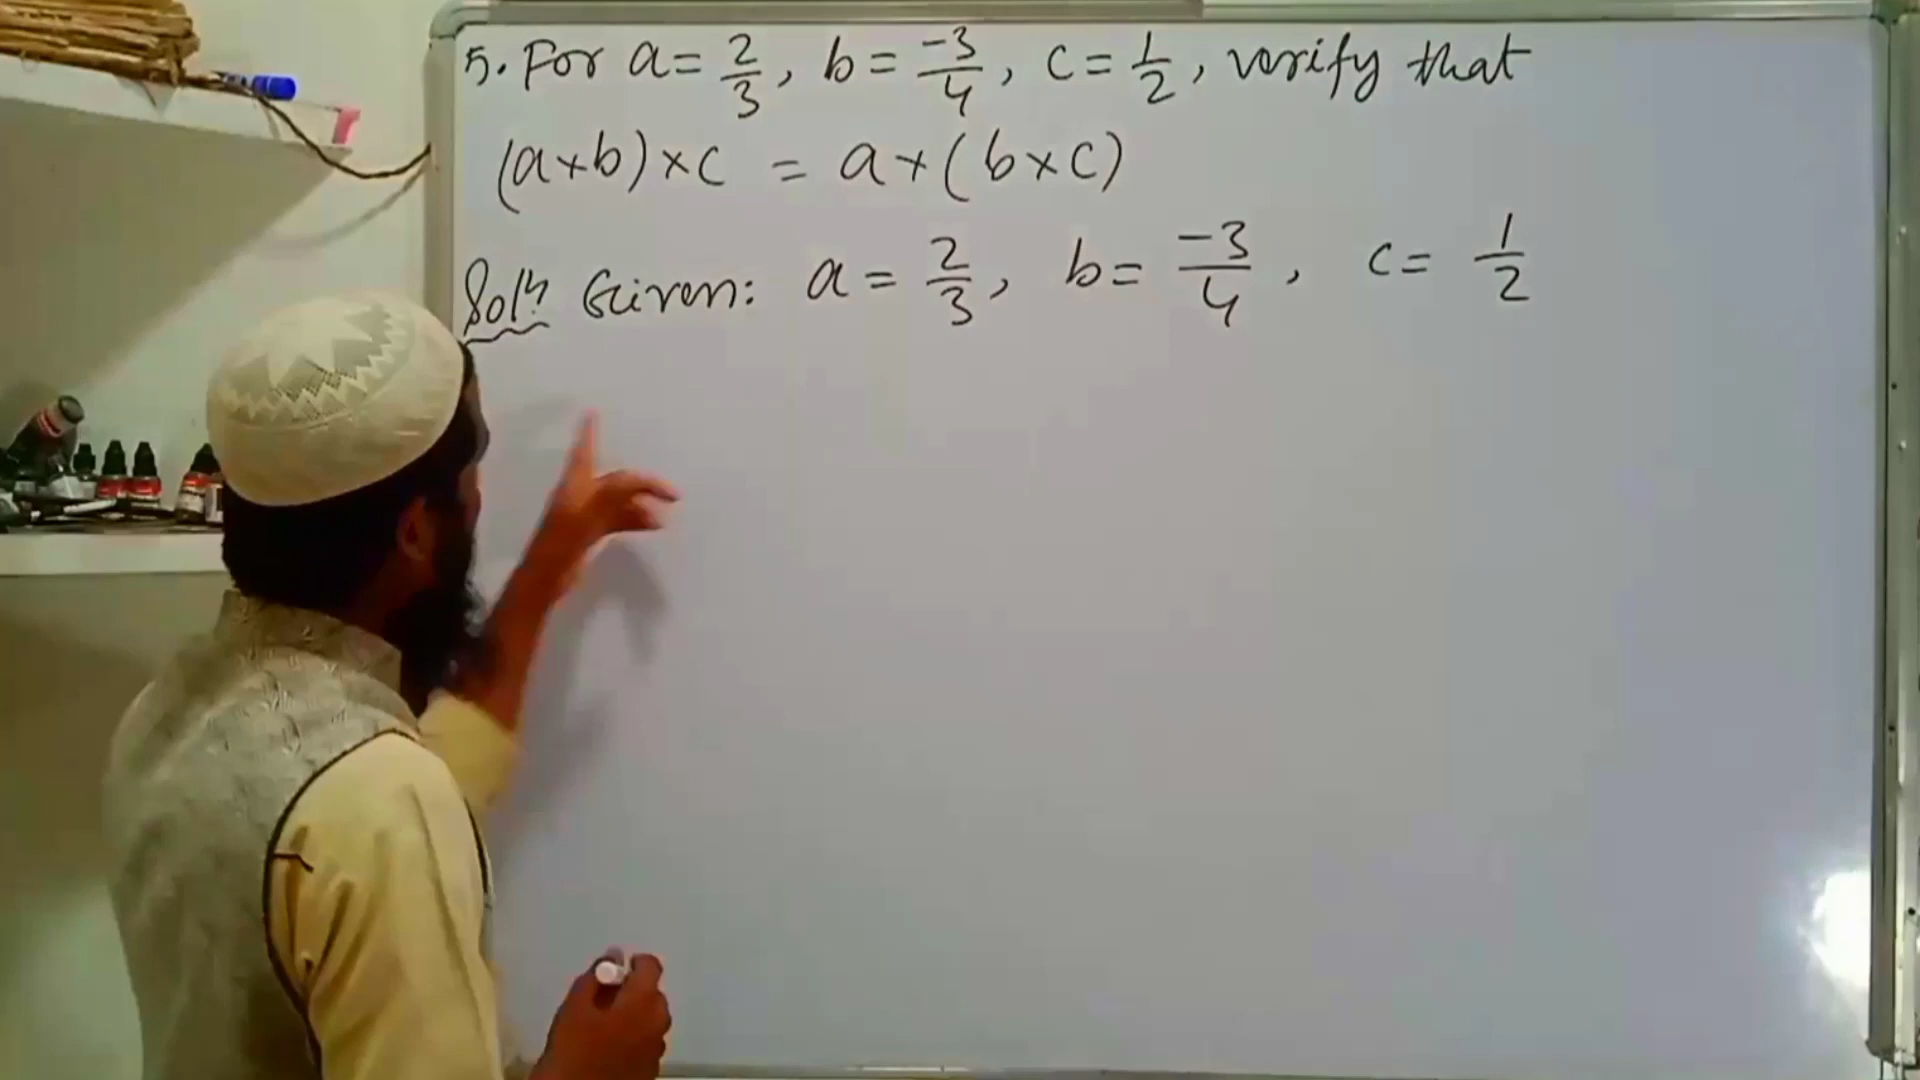 5. For a = 2/3, b = -3/4, c = 1/2, verify that
(a×b)×c = a×(b×c)
Solⁿ: Given: a = 2/3, b = -3/4, c = 1/2